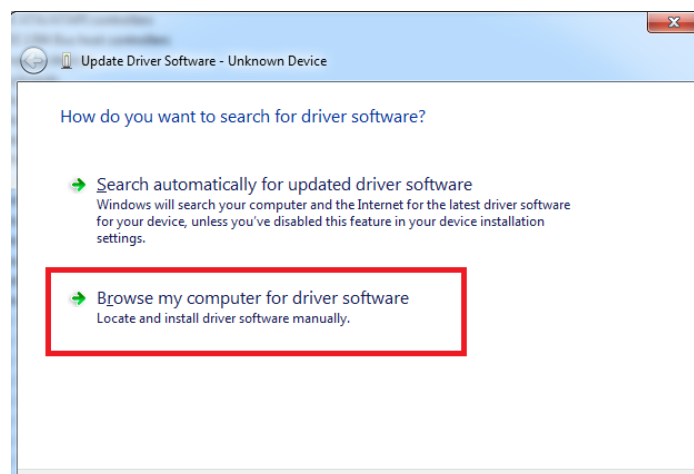 Update Driver Software - Unknown Device
How do you want to search for driver software?
Search automatically for updated driver software
Windows will search your computer and the Internet for the latest driver software
for your device, unless you've disabled this feature in your device installation
settings.
Browse my computer for driver software
Locate and install driver software manually.